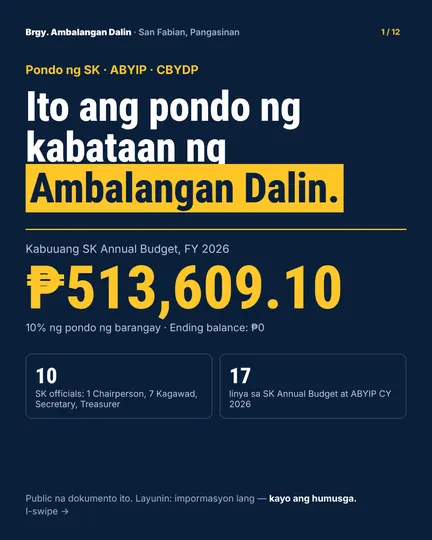 Brgy. Ambalangan Dalin · San Fabian, Pangasinan
1 / 12
Pondo ng SK · ABYIP · CBYDP
Ito ang pondo ng
kabataan ng
Ambalangan Dalin.
Kabuuang SK Annual Budget, FY 2026
₱513,609.10
10% ng pondo ng barangay · Ending balance: ₱0
10
SK officials: 1 Chairperson, 7 Kagawad,
Secretary, Treasurer
17
linya sa SK Annual Budget at ABYIP CY
2026
Public na dokumento ito. Layunin: impormasyon lang — kayo ang humusga.
I-swipe →